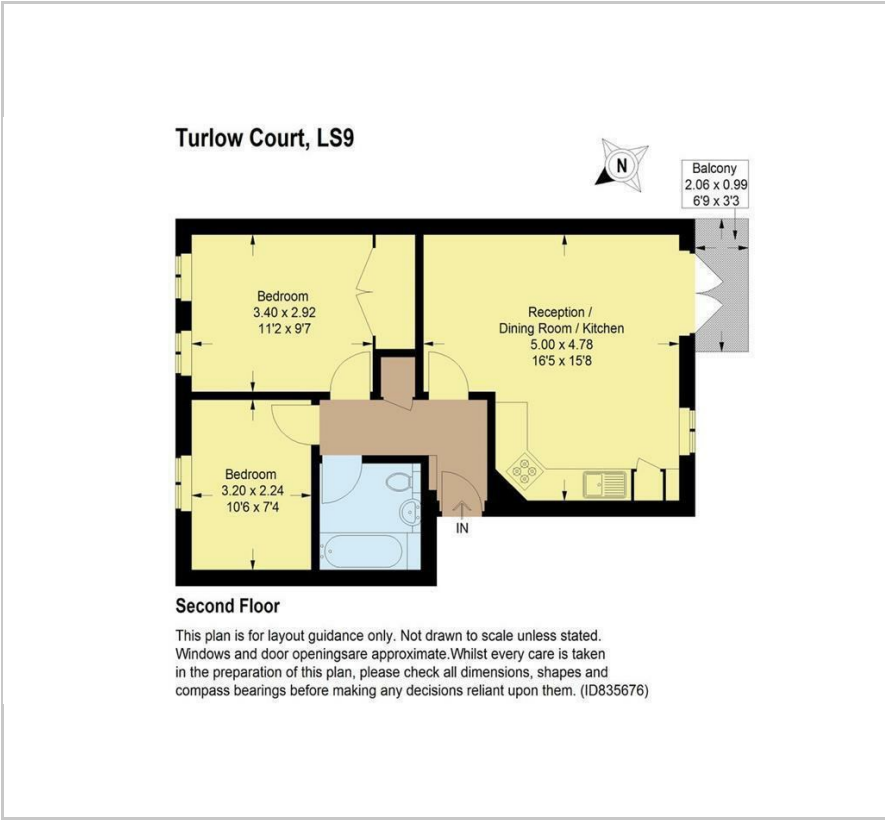 Turlow Court, LS9
N
Balcony
2.06 x 0.99
6'9 x 3'3
Bedroom
3.40 x 2.92
11'2 x 9'7
Reception /
Dining Room / Kitchen
5.00 x 4.78
16'5 x 15'8
Bedroom
3.20 x 2.24
10'6 x 7'4
IN
Second Floor
This plan is for layout guidance only. Not drawn to scale unless stated.
Windows and door openingsare approximate.Whilst every care is taken
in the preparation of this plan, please check all dimensions, shapes and
compass bearings before making any decisions reliant upon them. (ID835676)